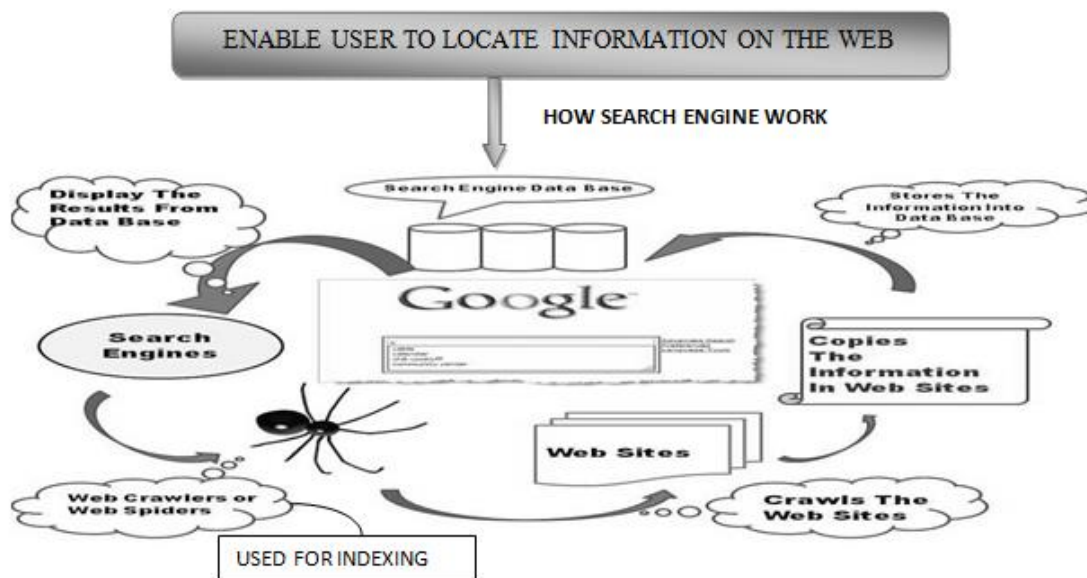 ENABLE USER TO LOCATE INFORMATION ON THE WEB
HOW SEARCH ENGINE WORK
Search Engine Data Base
Display The
Results From
Data Base
Stores The
Information Into
Data Base
Google
Search
Engines
Copies
The
Information
In Web Sites
Web Sites
Web Crawlers or
Web Spiders
Crawls The
Web Sites
USED FOR INDEXING